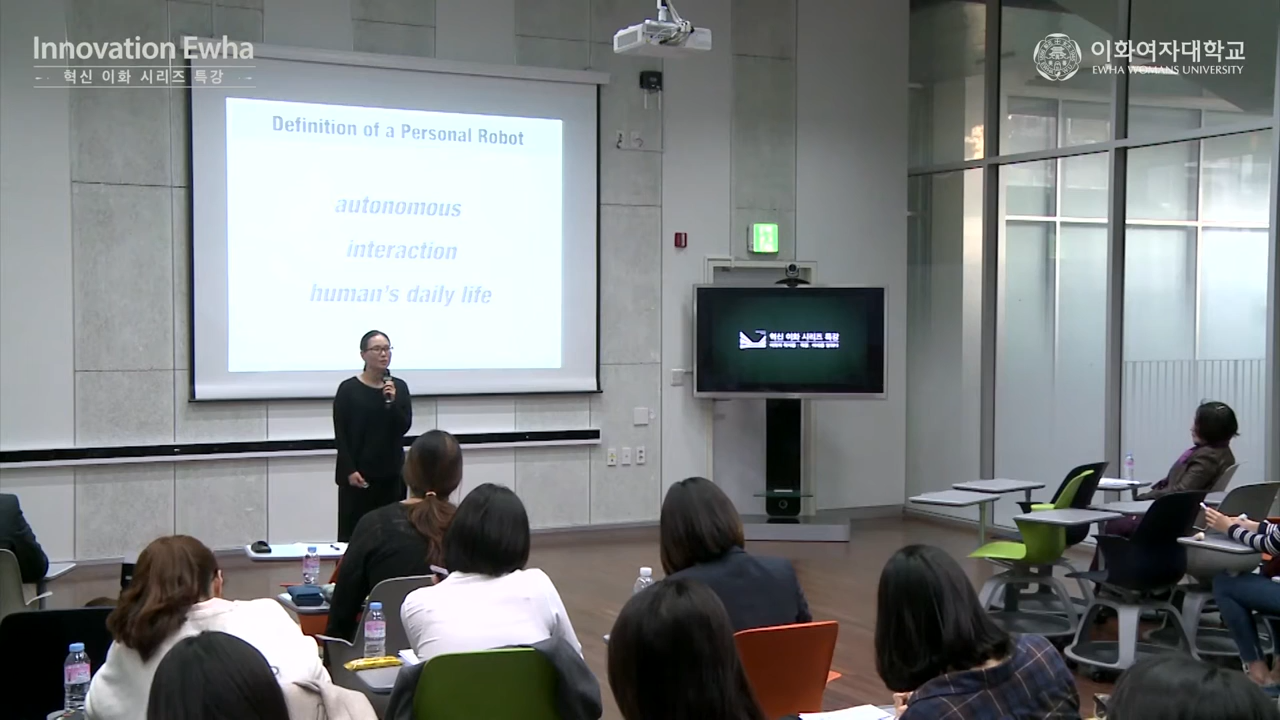 Innovation Ewha
혁신 이화 시리즈 특강
이화여자대학교
EWHA WOMANS UNIVERSITY
Definition of a Personal Robot
autonomous
interaction
human's daily life
혁신 이화 시리즈 특강